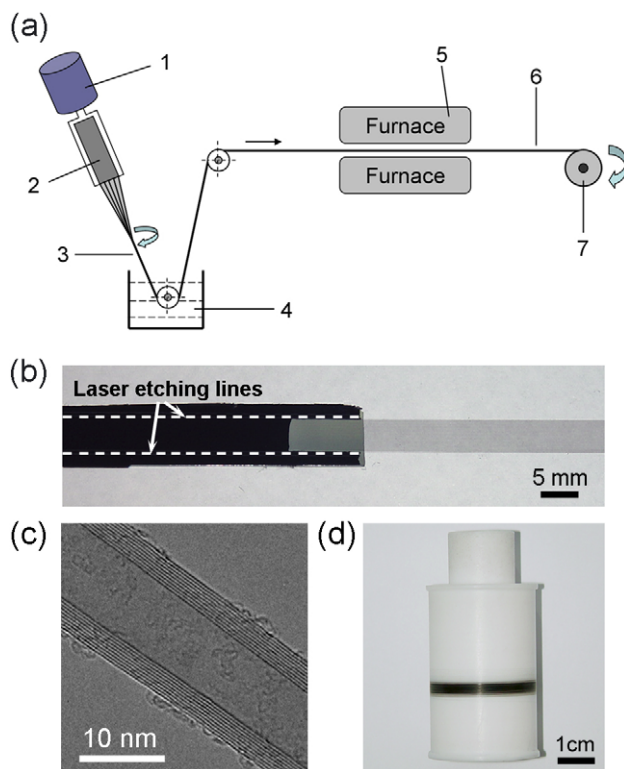 (a)
1
2
3
4
5
6
7
Furnace
Furnace
(b)
Laser etching lines
5 mm
(c)
10 nm
(d)
1cm